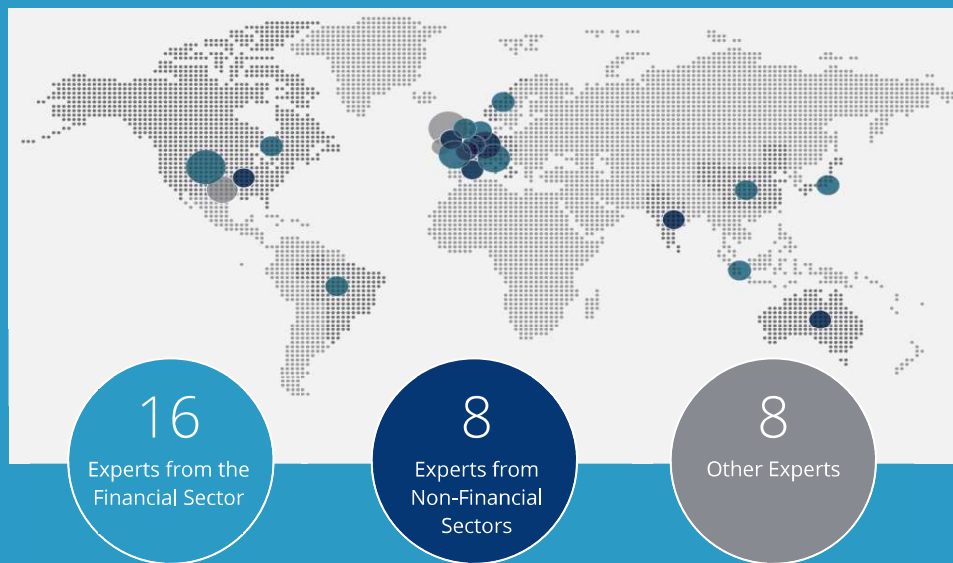 16
Experts from the
Financial Sector
8
Experts from
Non-Financial
Sectors
8
Other Experts